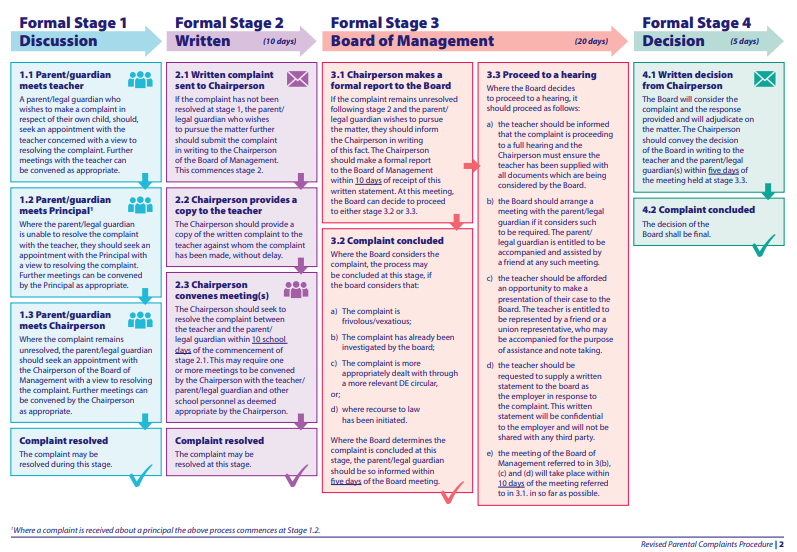 Formal Stage 1
Discussion
1.1 Parent/guardian
meets teacher
A parent/legal guardian who
wishes to make a complaint in
respect of their own child, should,
seek an appointment with the
teacher concerned with a view to
resolving the complaint. Further
meetings with the teacher can
be convened as appropriate.
1.2 Parent/guardian
meets Principal¹
Where the parent/legal guardian
is unable to resolve the complaint
with the teacher, they should seek an
appointment with the Principal with
a view to resolving the complaint.
Further meetings can be convened
by the Principal as appropriate.
1.3 Parent/guardian
meets Chairperson
Where the complaint remains
unresolved, the parent/legal guardian
should seek an appointment with
the Chairperson of the Board of
Management with a view to resolving
the complaint. Further meetings can
be convened by the Chairperson
as appropriate.
Complaint resolved
The complaint may be
resolved during this stage.
Formal Stage 2
Written (10 days)
2.1 Written complaint
sent to Chairperson
If the complaint has not been
resolved at stage 1, the parent/
legal guardian who wishes
to pursue the matter further
should submit the complaint
in writing to the Chairperson
of the Board of Management.
This commences stage 2.
2.2 Chairperson provides a
copy to the teacher
The Chairperson should provide a
copy of the written complaint to the
teacher against whom the complaint
has been made, without delay.
2.3 Chairperson
convenes meeting(s)
The Chairperson should seek to
resolve the complaint between
the teacher and the parent/
legal guardian within 10 school
days of the commencement of
stage 2.1. This may require one
or more meetings to be convened
by the Chairperson with the teacher/
parent/legal guardian and other
school personnel as deemed
appropriate by the Chairperson.
Complaint resolved
The complaint may be
resolved at this stage.
Formal Stage 3
Board of Management (20 days)
3.1 Chairperson makes a
formal report to the Board
If the complaint remains unresolved
following stage 2 and the parent/
legal guardian wishes to pursue
the matter, they should inform
the Chairperson in writing
of this fact. The Chairperson
should make a formal report
to the Board of Management
within 10 days of receipt of this
written statement. At this meeting,
the Board can decide to proceed
to either stage 3.2 or 3.3.
3.2 Complaint concluded
Where the Board considers the
complaint, the process may
be concluded at this stage, if
the board considers that:
a) The complaint is
frivolous/vexatious;
b) The complaint has already been
investigated by the board;
c) The complaint is more
appropriately dealt with through
a more relevant DE circular,
or;
d) where recourse to law
has been initiated.
Where the Board determines the
complaint is concluded at this
stage, the parent/legal guardian
should be so informed within
five days of the Board meeting.
3.3 Proceed to a hearing
Where the Board decides
to proceed to a hearing, it
should proceed as follows:
a) the teacher should be informed
that the complaint is proceeding
to a full hearing and the
Chairperson must ensure the
teacher has been supplied with
all documents which are being
considered by the Board.
b) the Board should arrange a
meeting with the parent/legal
guardian if it considers such
to be required. The parent/
legal guardian is entitled to be
accompanied and assisted by
a friend at any such meeting.
c) the teacher should be afforded
an opportunity to make a
presentation of their case to the
Board. The teacher is entitled to
be represented by a friend or a
union representative, who may
be accompanied for the purpose
of assistance and note taking.
d) the teacher should be
requested to supply a written
statement to the board as
the employer in response to
the complaint. This written
statement will be confidential
to the employer and will not be
shared with any third party.
e) the meeting of the Board of
Management referred to in 3(b),
(c) and (d) will take place within
10 days of the meeting referred
to in 3.1. in so far as possible.
Formal Stage 4
Decision (5 days)
4.1 Written decision
from Chairperson
The Board will consider the
complaint and the response
provided and will adjudicate on
the matter. The Chairperson
should convey the decision
of the Board in writing to the
teacher and the parent/legal
guardian(s) within five days of
the meeting held at stage 3.3.
4.2 Complaint concluded
The decision of the
Board shall be final.
¹Where a complaint is received about a principal the above process commences at Stage 1.2.
Revised Parental Complaints Procedure | 2